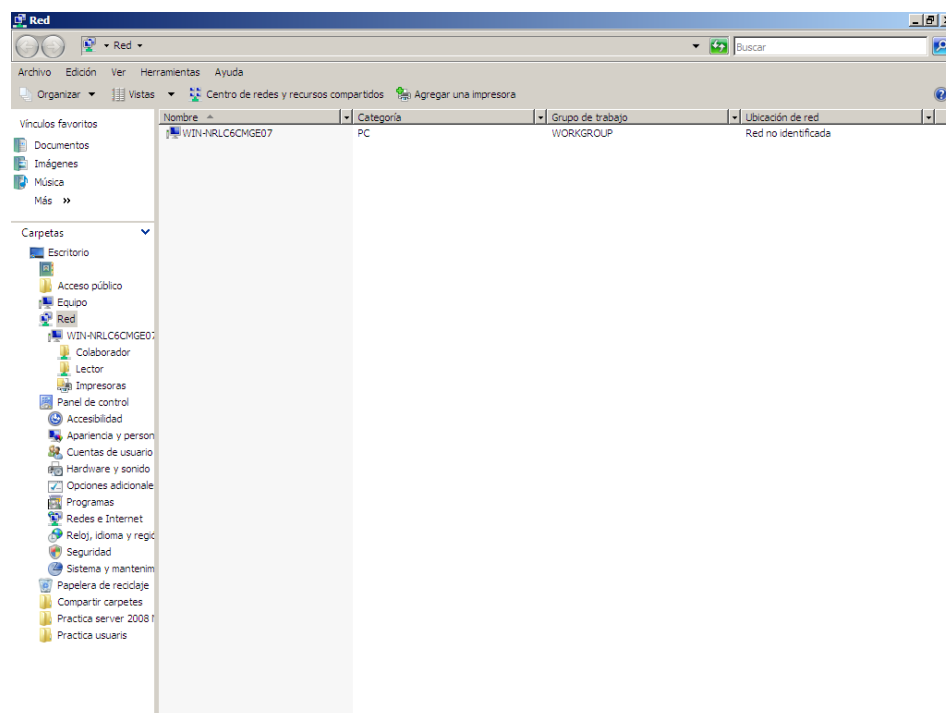 Red
Red
Buscar
Archivo Edición Ver Herramientas Ayuda
Organizar Vistas Centro de redes y recursos compartidos Agregar una impresora
Vínculos favoritos
Documentos
Imágenes
Música
Más »
Carpetas
Escritorio
Acceso público
Equipo
Red
WIN-NRLC6CMGE07
Colaborador
Lector
Impresoras
Panel de control
Accesibilidad
Apariencia y person
Cuentas de usuario
Hardware y sonido
Opciones adicionale
Programas
Redes e Internet
Reloj, idioma y regio
Seguridad
Sistema y mantenim
Papelera de reciclaje
Compartir carpetes
Practica server 2008
Practica usuaris
Nombre Categoría Grupo de trabajo Ubicación de red
WIN-NRLC6CMGE07 PC WORKGROUP Red no identificada